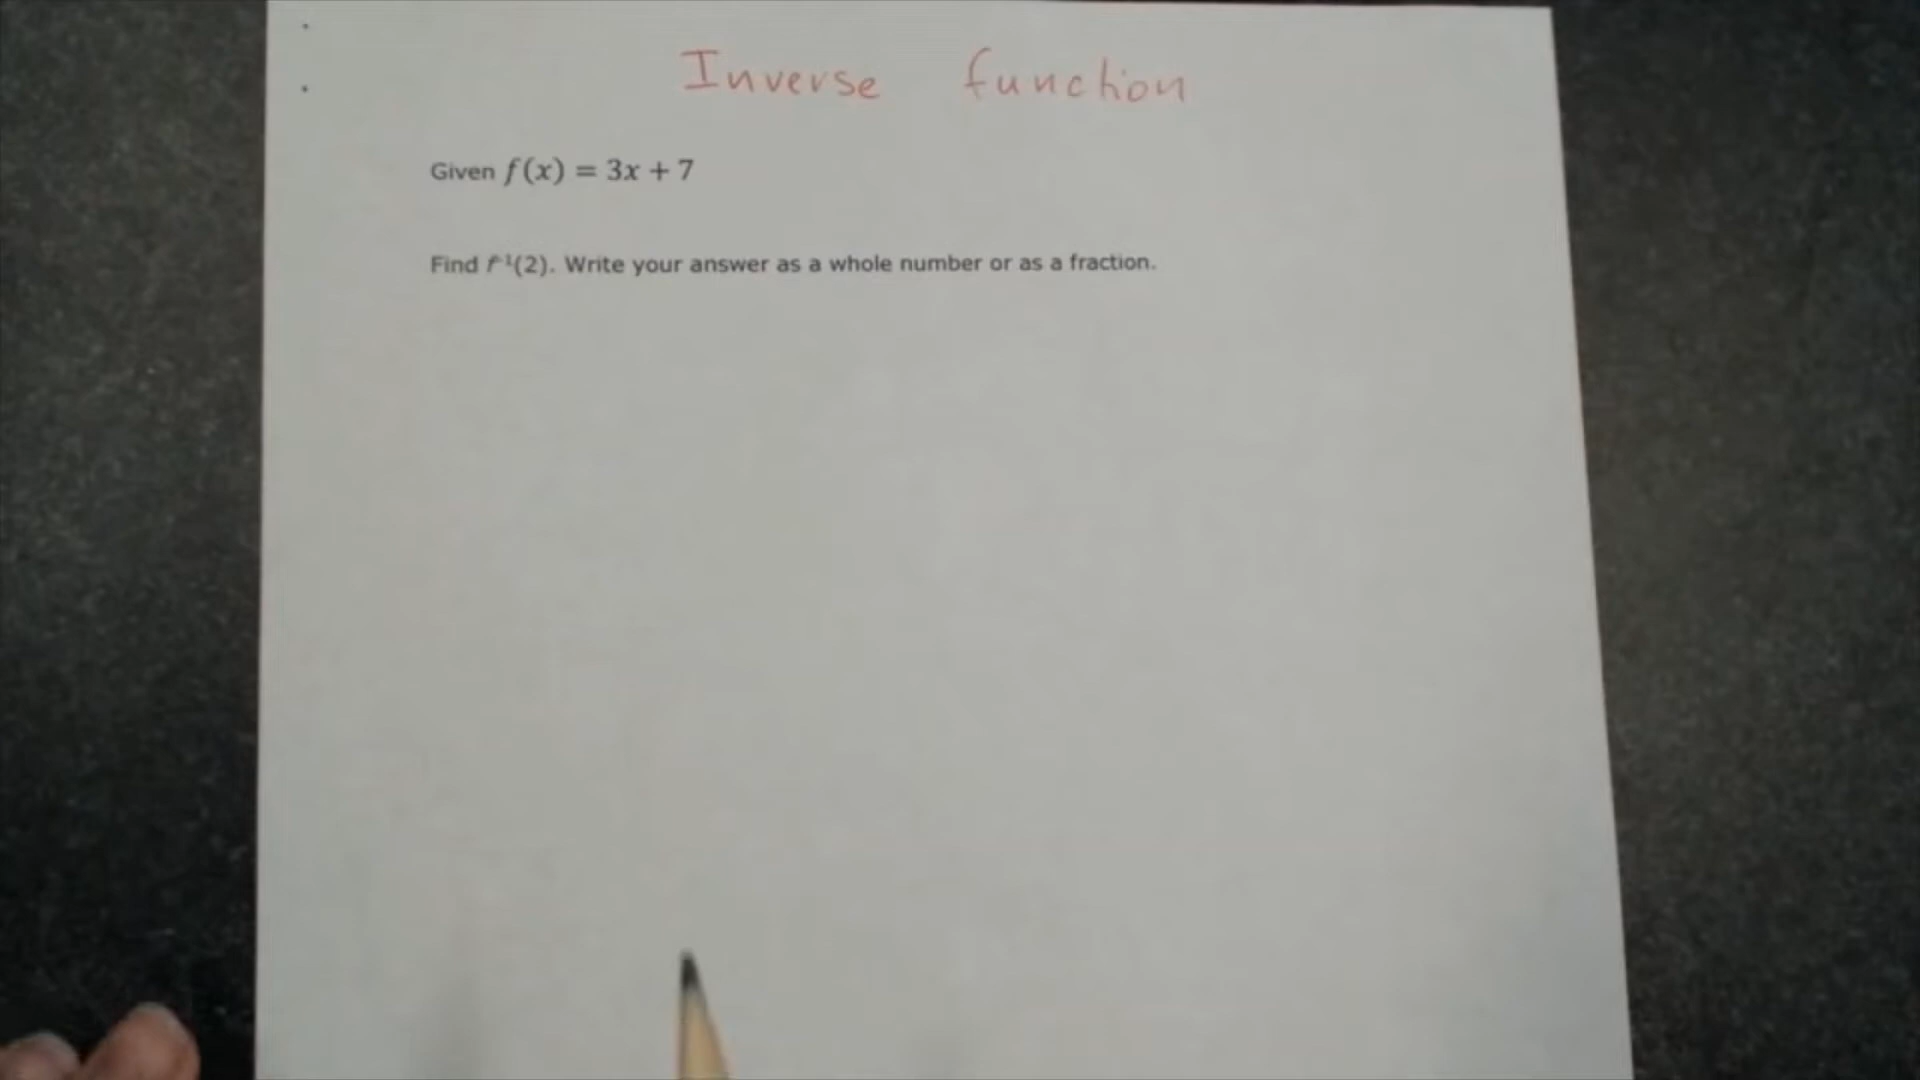 Inverse function
Given f(x) = 3x + 7
Find f⁻¹(2). Write your answer as a whole number or as a fraction.